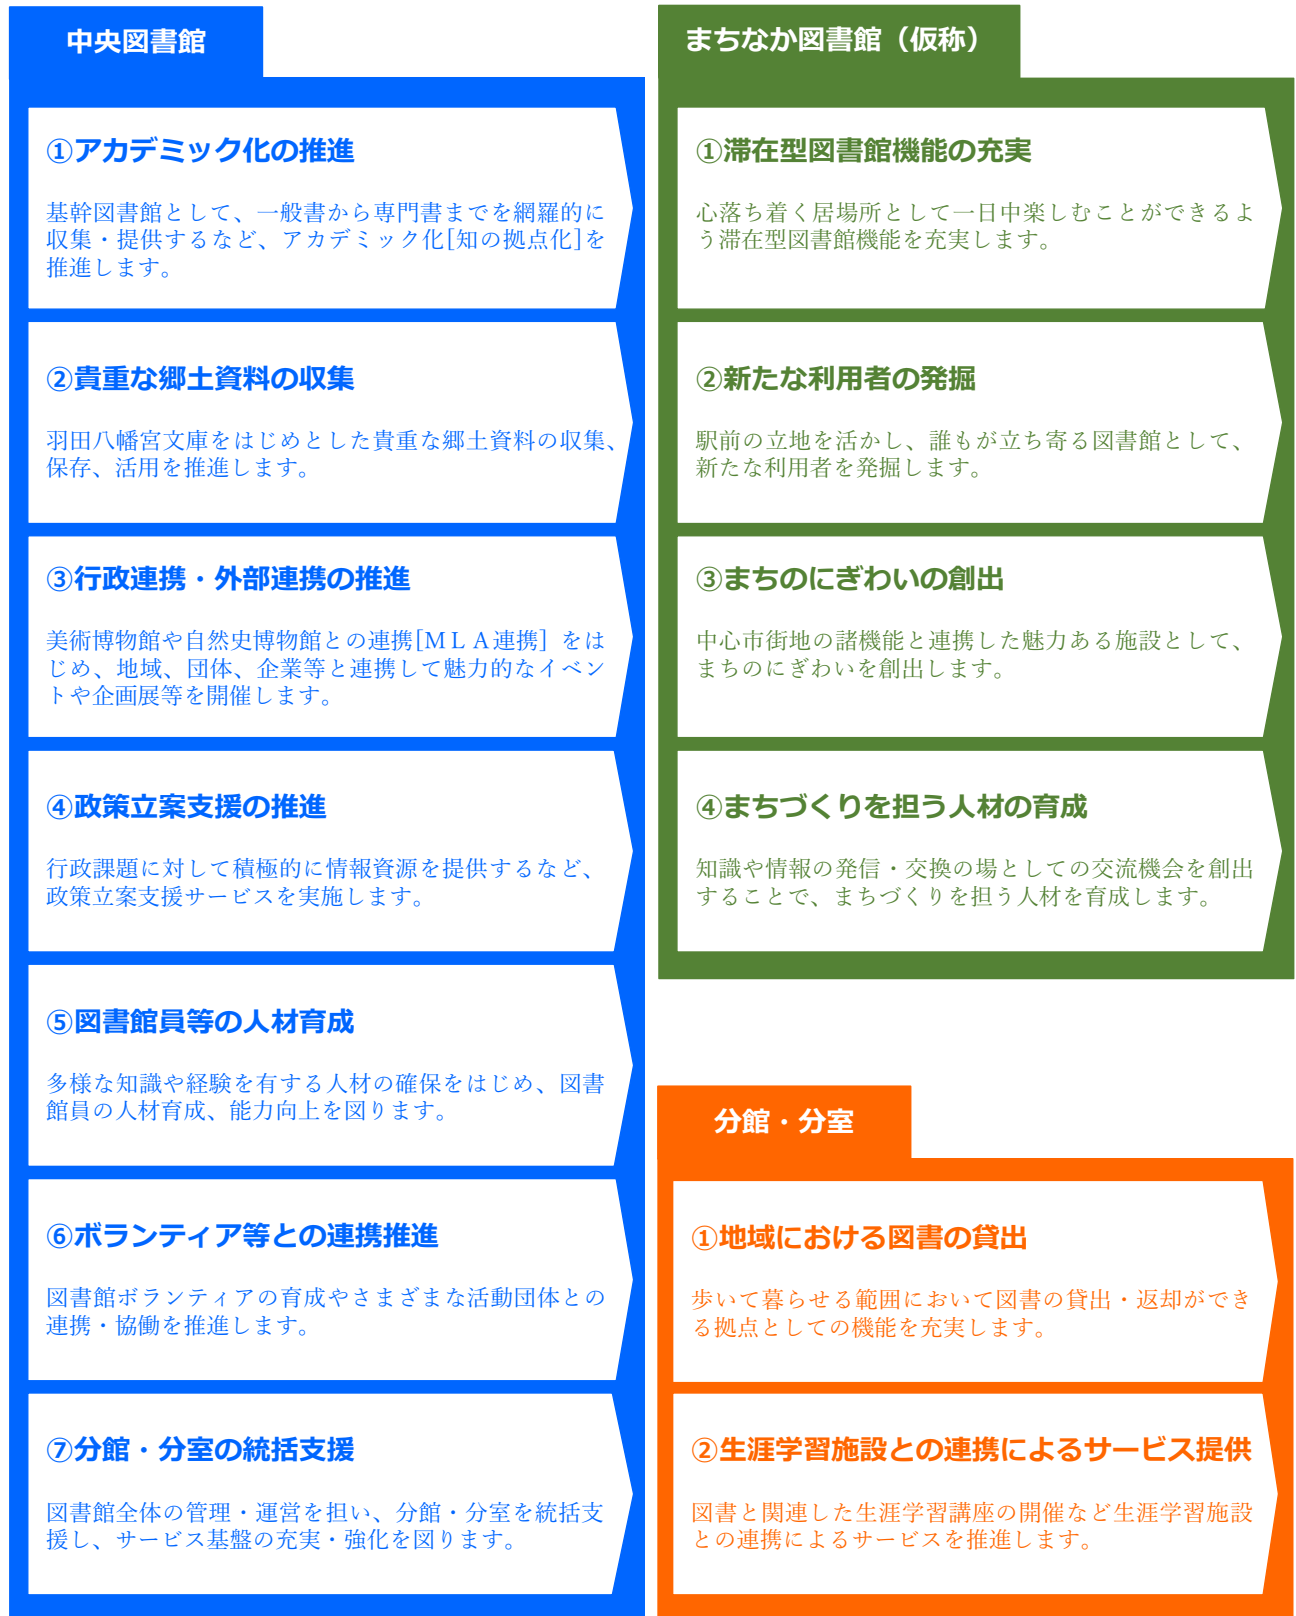 中央図書館
①アカデミック化の推進
基幹図書館として、一般書から専門書までを網羅的に
収集・提供するなど、アカデミック化[知の拠点化]を
推進します。
②貴重な郷土資料の収集
羽田八幡宮文庫をはじめとした貴重な郷土資料の収集、
保存、活用を推進します。
③行政連携・外部連携の推進
美術博物館や自然史博物館との連携[ＭＬＡ連携］をは
じめ、地域、団体、企業等と連携して魅力的なイベン
トや企画展等を開催します。
④政策立案支援の推進
行政課題に対して積極的に情報資源を提供するなど、
政策立案支援サービスを実施します。
⑤図書館員等の人材育成
多様な知識や経験を有する人材の確保をはじめ、図書
館員の人材育成、能力向上を図ります。
⑥ボランティア等との連携推進
図書館ボランティアの育成やさまざまな活動団体との
連携・協働を推進します。
⑦分館・分室の統括支援
図書館全体の管理・運営を担い、分館・分室を統括支
援し、サービス基盤の充実・強化を図ります。
まちなか図書館（仮称）
①滞在型図書館機能の充実
心落ち着く居場所として一日中楽しむことができるよ
う滞在型図書館機能を充実します。
②新たな利用者の発掘
駅前の立地を活かし、誰もが立ち寄る図書館として、
新たな利用者を発掘します。
③まちのにぎわいの創出
中心市街地の諸機能と連携した魅力ある施設として、
まちのにぎわいを創出します。
④まちづくりを担う人材の育成
知識や情報の発信・交換の場としての交流機会を創出
することで、まちづくりを担う人材を育成します。
分館・分室
①地域における図書の貸出
歩いて暮らせる範囲において図書の貸出・返却ができ
る拠点としての機能を充実します。
②生涯学習施設との連携によるサービス提供
図書と関連した生涯学習講座の開催など生涯学習施設
との連携によるサービスを推進します。